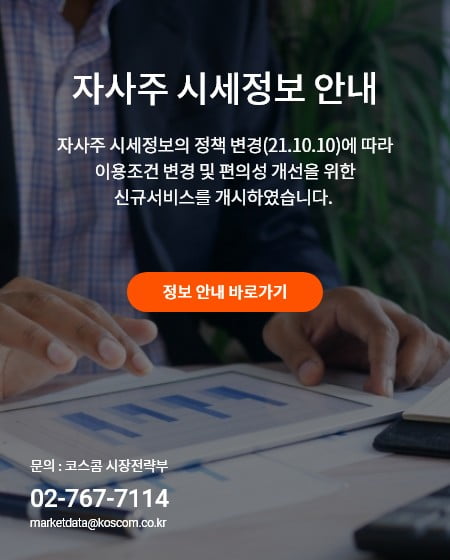 자사주 시세정보 안내
자사주 시세정보의 정책 변경(21.10.10)에 따라
이용조건 변경 및 편의성 개선을 위한
신규서비스를 개시하였습니다.
정보 안내 바로가기
문의 : 코스콤 시장전략부
02-767-7114
marketdata@koscom.co.kr